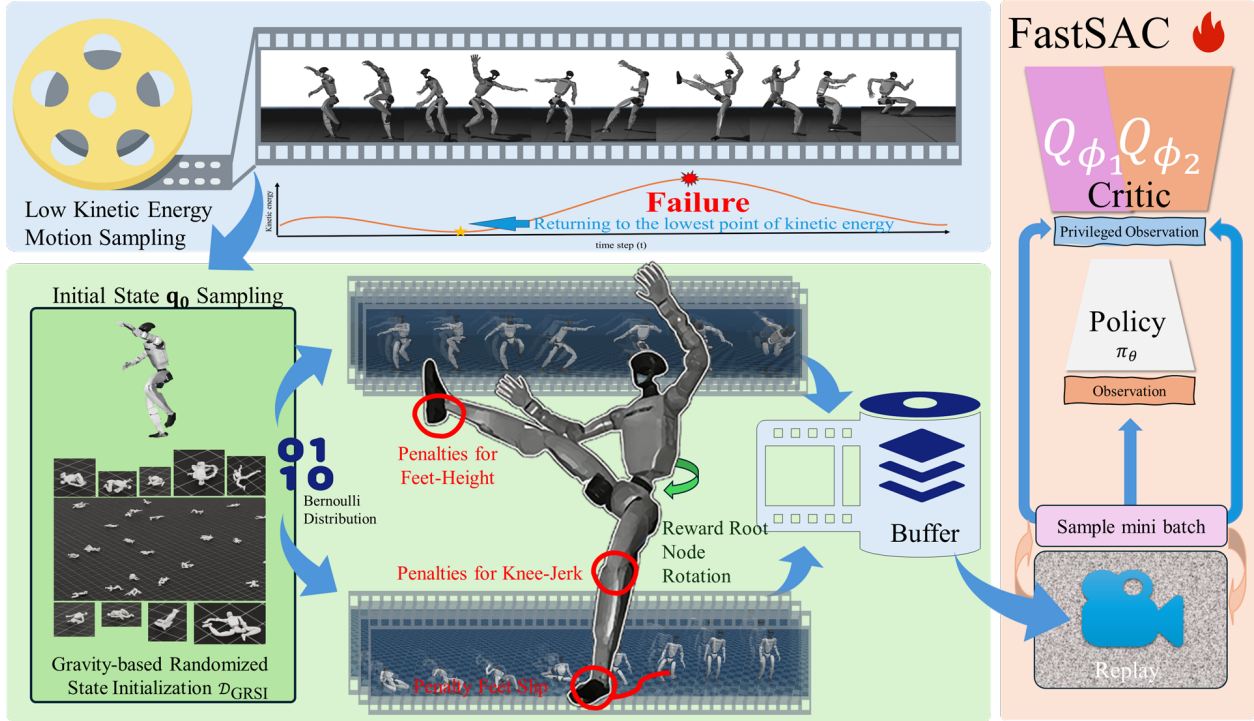 FastSAC
Low Kinetic Energy
Motion Sampling
Kinetic energy
Failure
Returning to the lowest point of kinetic energy
time step (t)
Initial State q₀ Sampling
01
10
Bernoulli
Distribution
Gravity-based Randomized
State Initialization 𝒟GRSI
Penalties for
Feet-Height
Reward Root
Node
Rotation
Penalties for Knee-Jerk
Penalty Feet Slip
Buffer
Qϕ₁ Qϕ₂
Critic
Privileged Observation
Policy
πθ
Observation
Sample mini batch
Replay